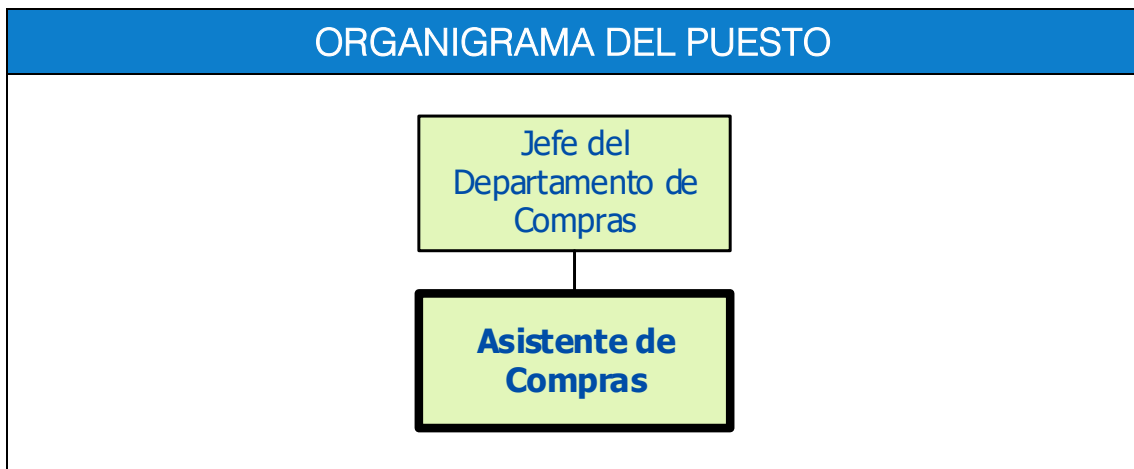 ORGANIGRAMA DEL PUESTO
Jefe del
Departamento de
Compras
Asistente de
Compras